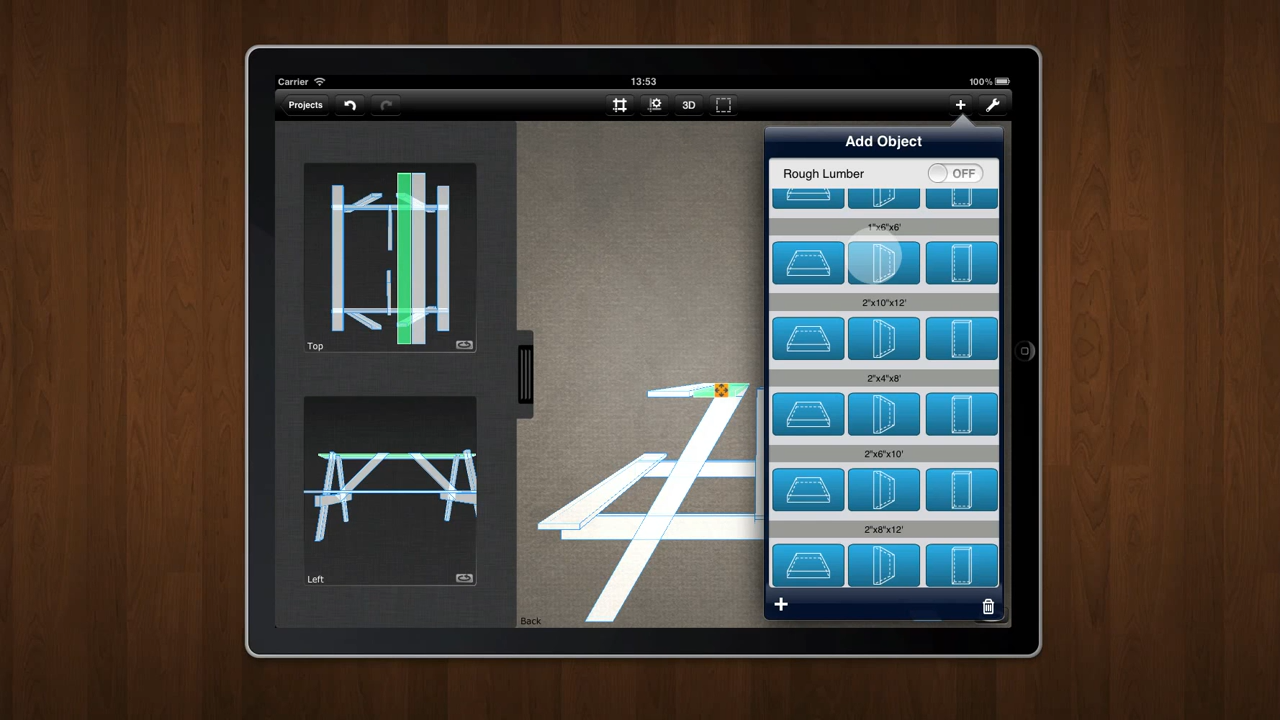 Carrier
13:53
100%
Projects
3D
Add Object
Rough Lumber
OFF
1"x6"x6'
2"x10"x12'
2"x4"x8'
2"x6"x10'
2"x8"x12'
Top
Left
Back